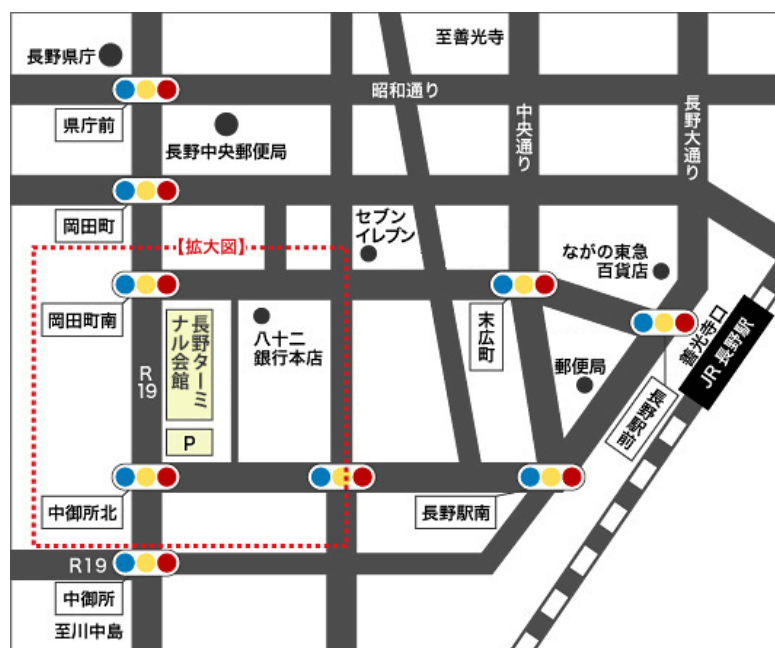 至善光寺
長野県庁
昭和通り
県庁前
中央通り
長野大通り
長野中央郵便局
岡田町
セブン
イレブン
【拡大図】
ながの東急
百貨店
岡田町南
長野ターミ
ナル会館
八十二
銀行本店
末広町
善光寺口
JR 長野駅
R
19
郵便局
長野駅前
P
中御所北
長野駅南
R19
中御所
至川中島